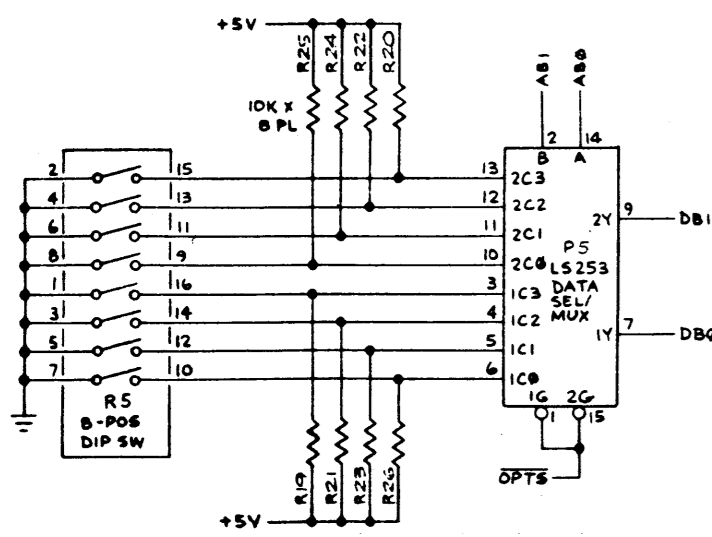 +5V
R25
R24
R22
R20
10K x
8 PL
AB1
AB0
2
14
B
A
2
15
13
2C3
4
13
12
2C2
6
11
11
2C1
2Y
9
DB1
8
9
10
2C0
P5
LS253
DATA
SEL/
MUX
1
16
3
1C3
3
14
4
1C2
1Y
7
5
12
5
1C1
7
10
6
1C0
R5
8-POS
DIP SW
1G
2G
1
15
OPTS
R19
R21
R23
R26
+5V